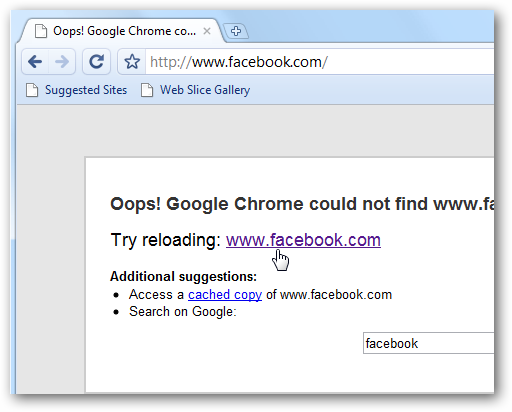 Oops! Google Chrome co...
http://www.facebook.com/
Suggested Sites Web Slice Gallery
Oops! Google Chrome could not find www.fa
Try reloading: www.facebook.com
Additional suggestions:
Access a cached copy of www.facebook.com
Search on Google:
facebook